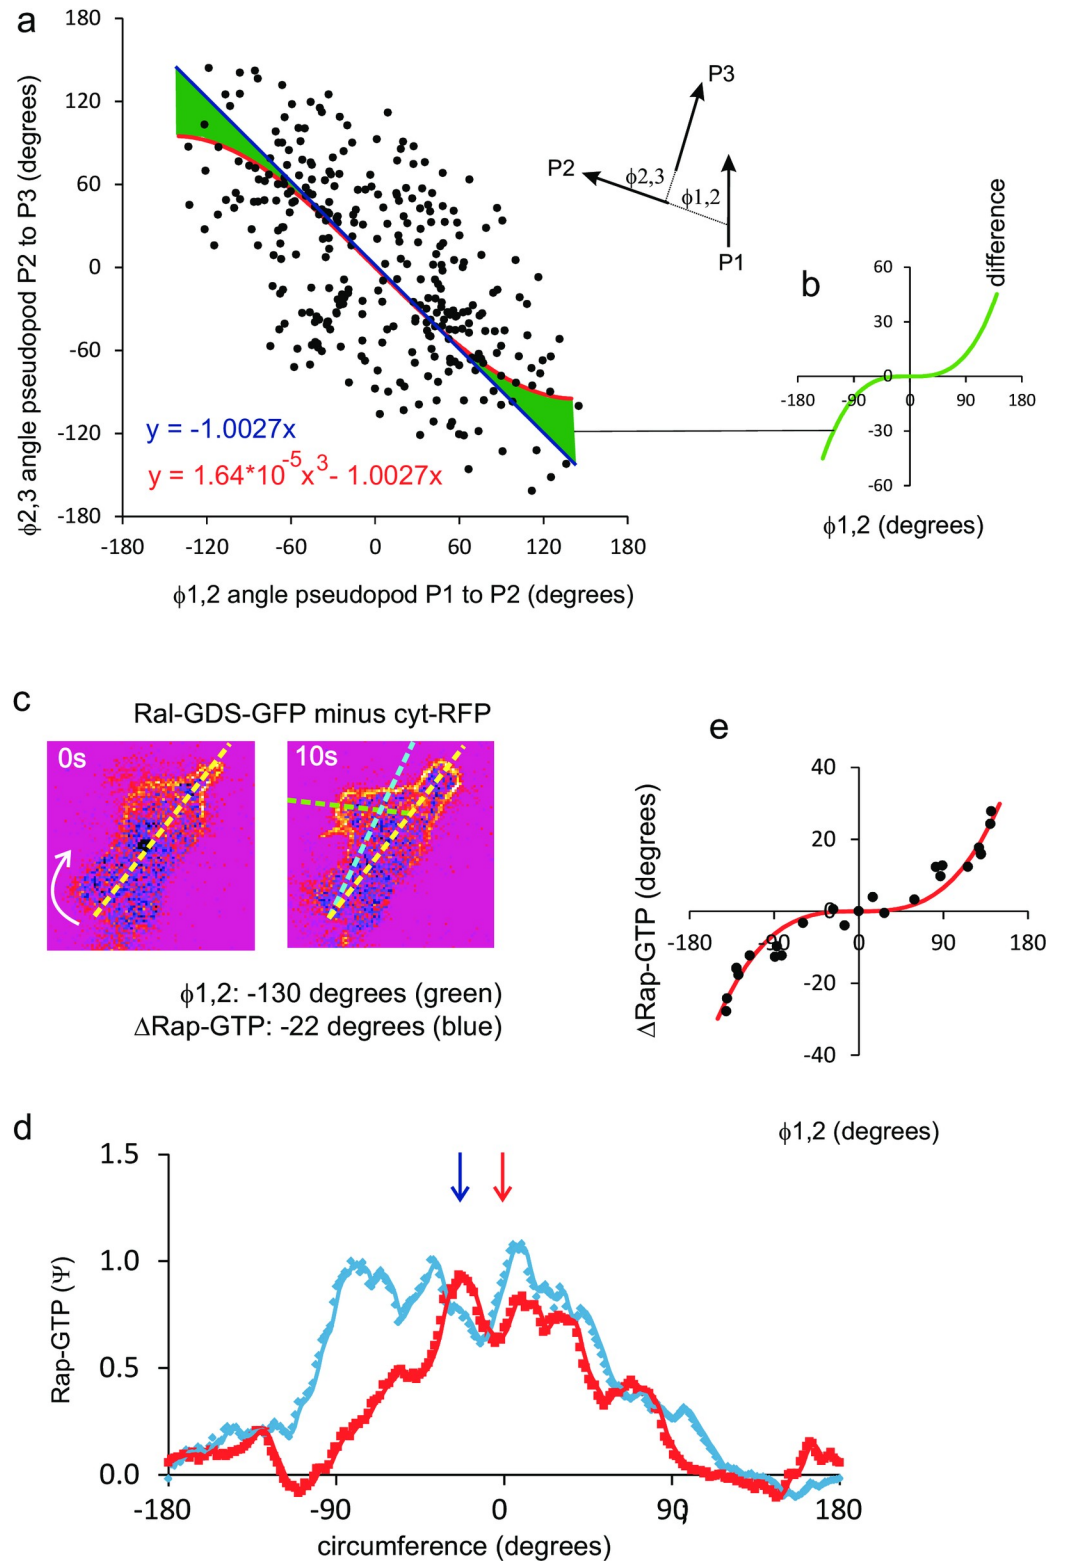 a
180
120
60
0
-60
-120
-180
ϕ2,3 angle pseudopod P2 to P3 (degrees)
y = -1.0027x
y = 1.64*10⁻⁵x³- 1.0027x
-180 -120 -60 0 60 120 180
ϕ1,2 angle pseudopod P1 to P2 (degrees)
P3
P2
ϕ2,3
ϕ1,2
P1
b
difference
60
30
0
-30
-60
-180 -90 0 90 180
ϕ1,2 (degrees)
c
Ral-GDS-GFP minus cyt-RFP
0s
10s
ϕ1,2: -130 degrees (green)
ΔRap-GTP: -22 degrees (blue)
e
ΔRap-GTP (degrees)
40
20
0
-20
-40
-180 -90 0 90 180
ϕ1,2 (degrees)
d
1.5
1.0
0.5
0.0
Rap-GTP (Ψ)
-180 -90 0 90 180
circumference (degrees)